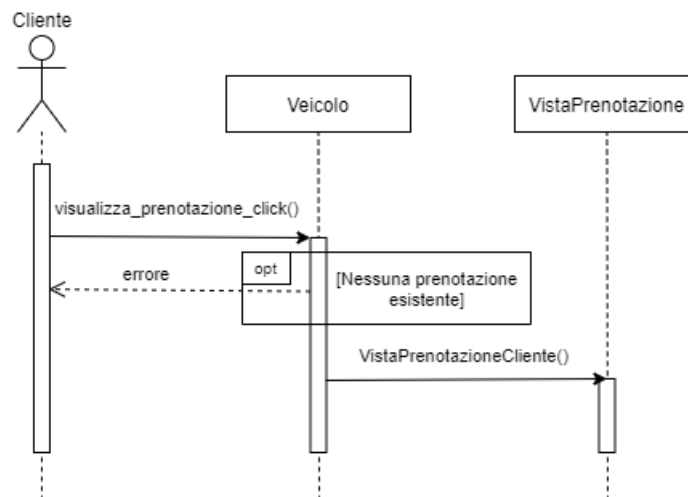 Cliente
Veicolo
VistaPrenotazione
visualizza_prenotazione_click()
opt
[Nessuna prenotazione
esistente]
errore
VistaPrenotazioneCliente()